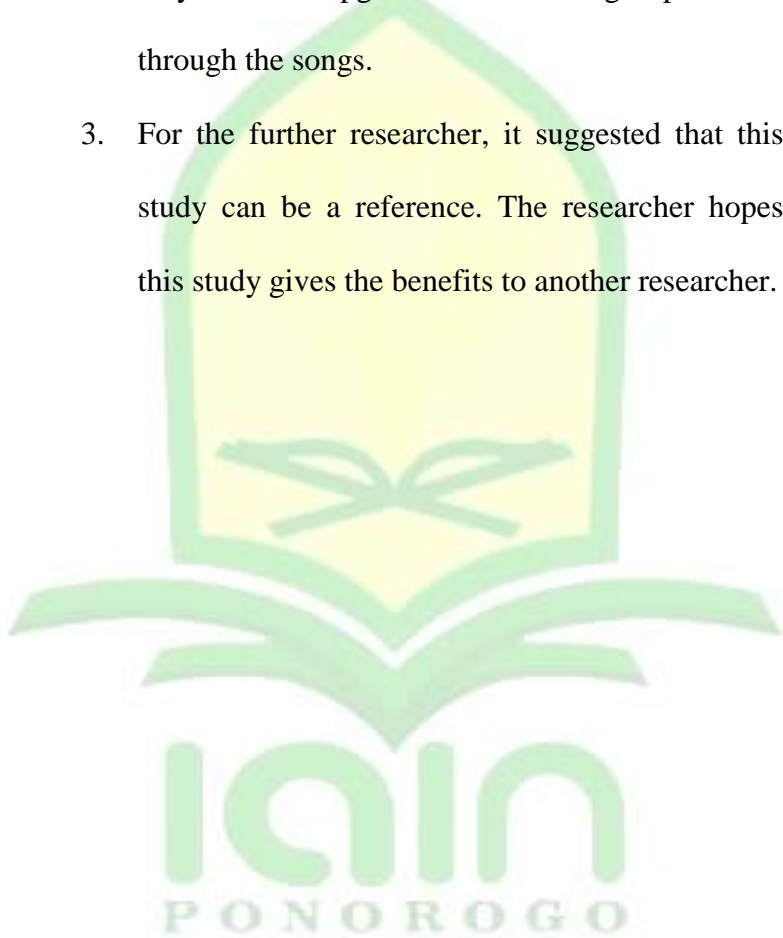 through the songs.
3. For the further researcher, it suggested that this
study can be a reference. The researcher hopes
this study gives the benefits to another researcher.
IAIN
PONOROGO